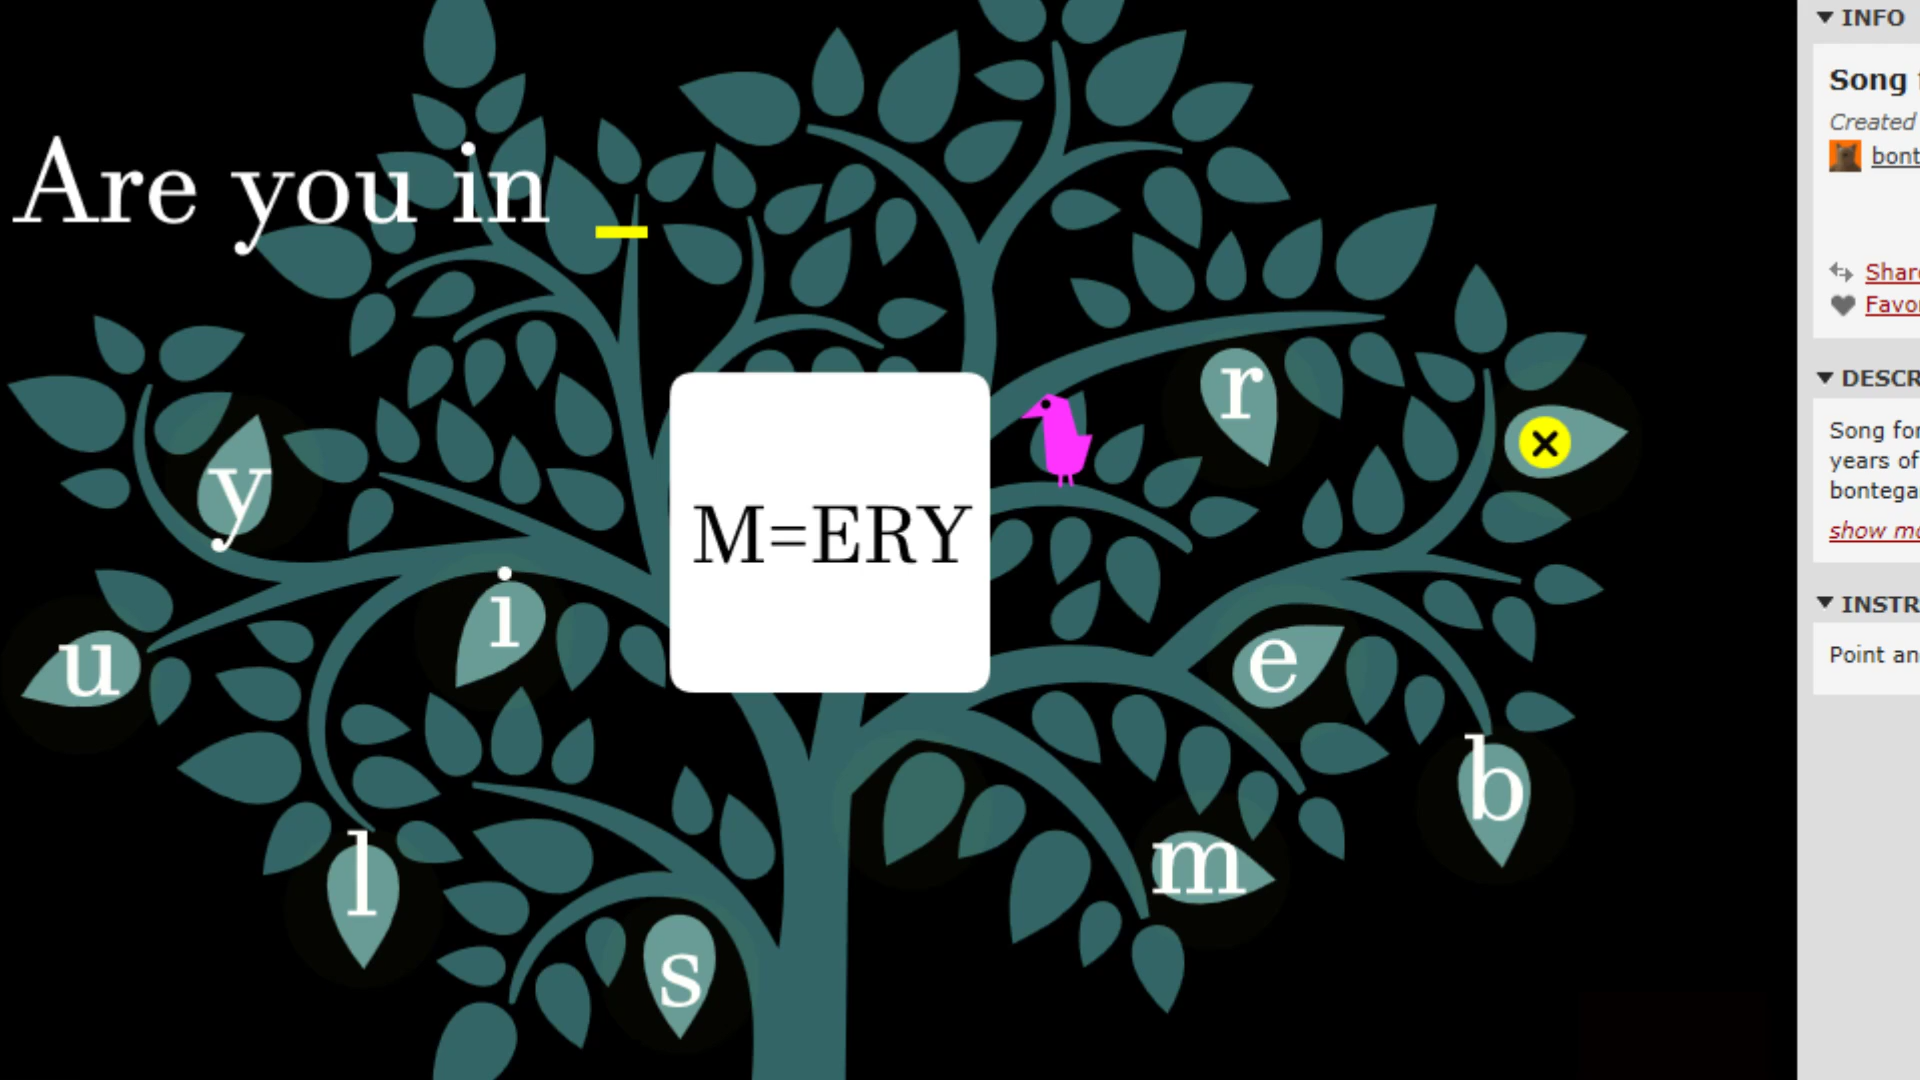 Are you in _
M=ERY
y
r
i
u
e
b
l
m
s
INFO
Song
Created
bont
Shar
Favo
DESCR
Song for
years of
bontega
show mo
INSTR
Point an